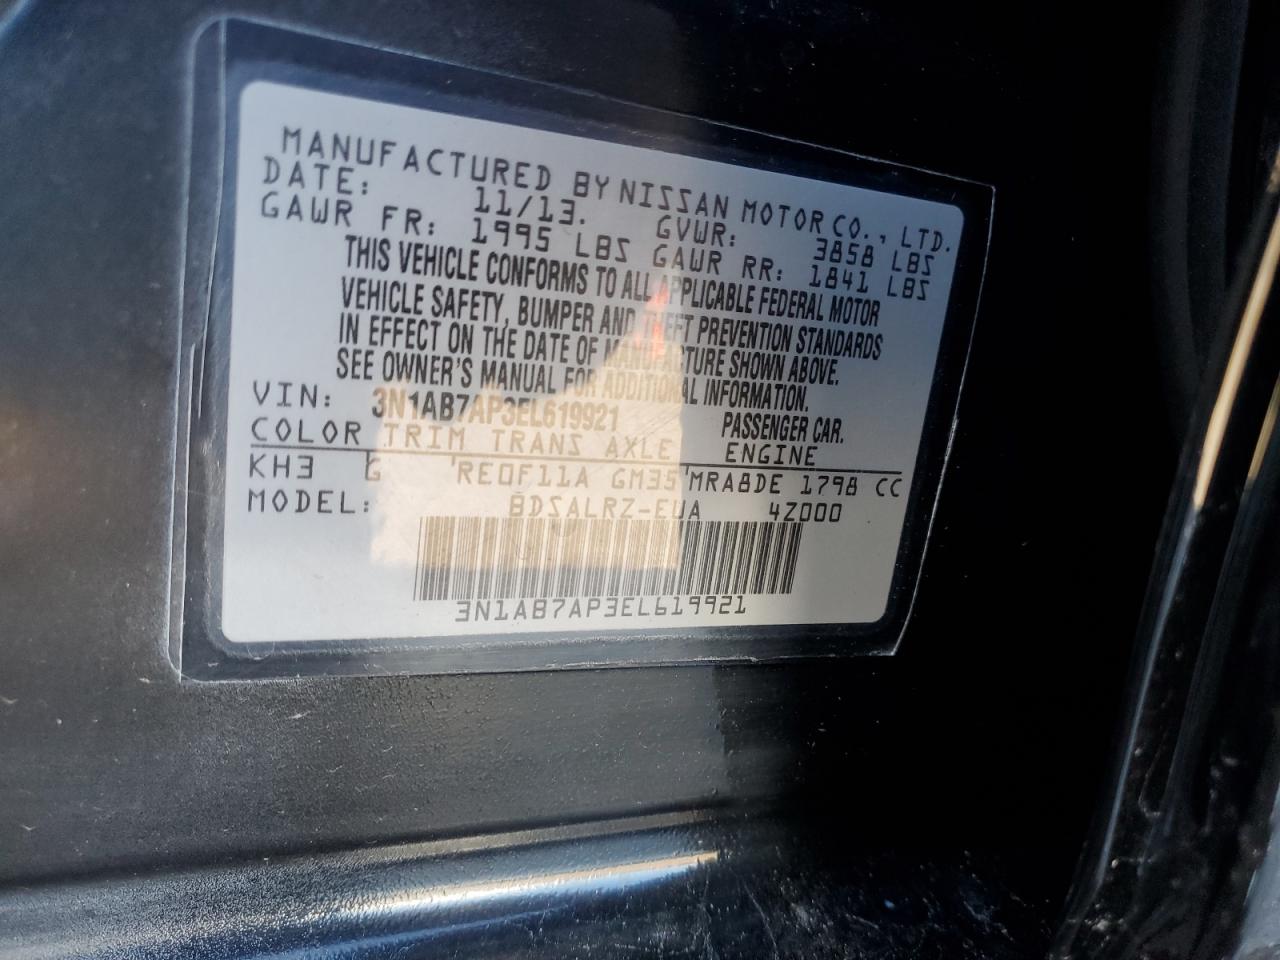 MANUFACTURED BY NISSAN MOTOR CO., LTD.
DATE: 11/13. GVWR: 3858 LBS
GAWR FR: 1995 LBS GAWR RR: 1841 LBS
THIS VEHICLE CONFORMS TO ALL APPLICABLE FEDERAL MOTOR
VEHICLE SAFETY, BUMPER AND THEFT PREVENTION STANDARDS
IN EFFECT ON THE DATE OF MANUFACTURE SHOWN ABOVE.
SEE OWNER'S MANUAL FOR ADDITIONAL INFORMATION.
VIN: 3N1AB7AP3EL619921 PASSENGER CAR.
COLOR TRIM TRANS AXLE ENGINE
KH3 G RE0F11A GM35 MRA8DE 1798 CC
MODEL: BDSALRZ-EUA 4Z000
3N1AB7AP3EL619921